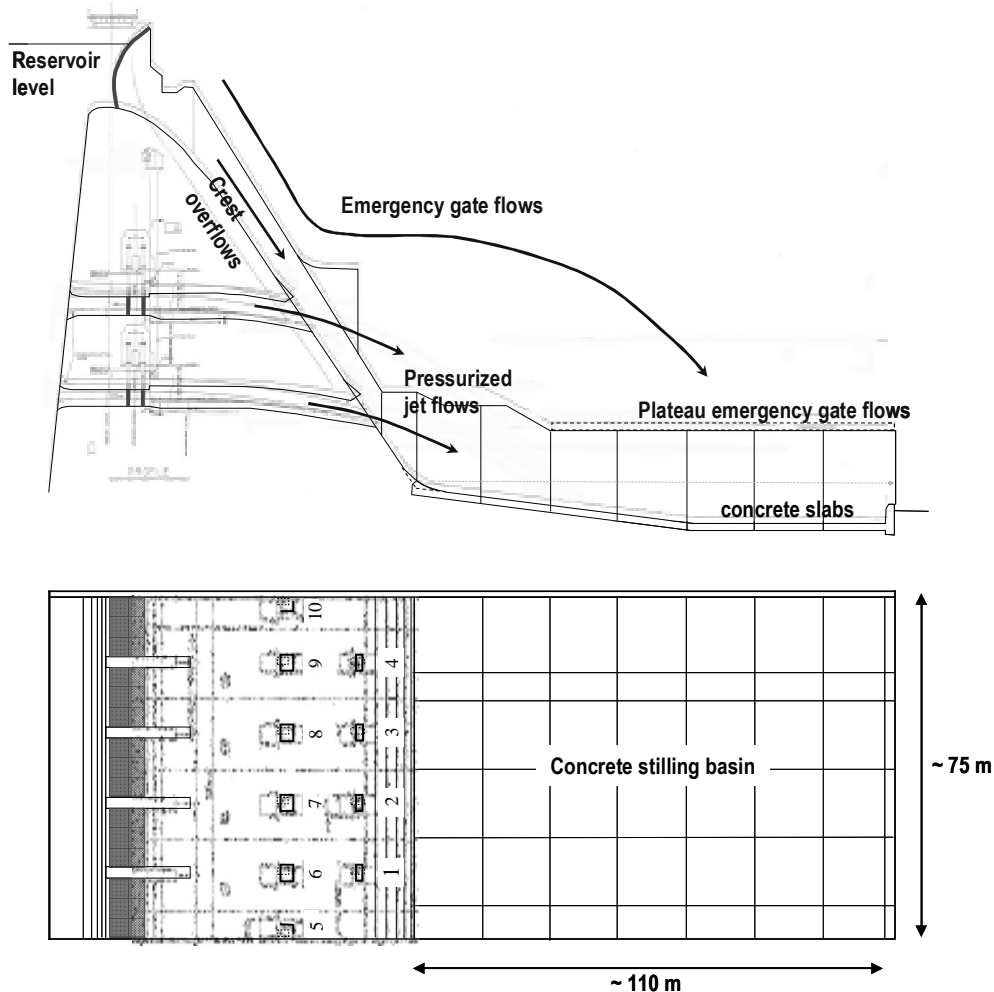 Reservoir
level
Crest
overflows
Emergency gate flows
Pressurized
jet flows
Plateau emergency gate flows
concrete slabs
PROFILE
10
9
4
8
3
7
2
6
1
5
Concrete stilling basin
~ 75 m
~ 110 m